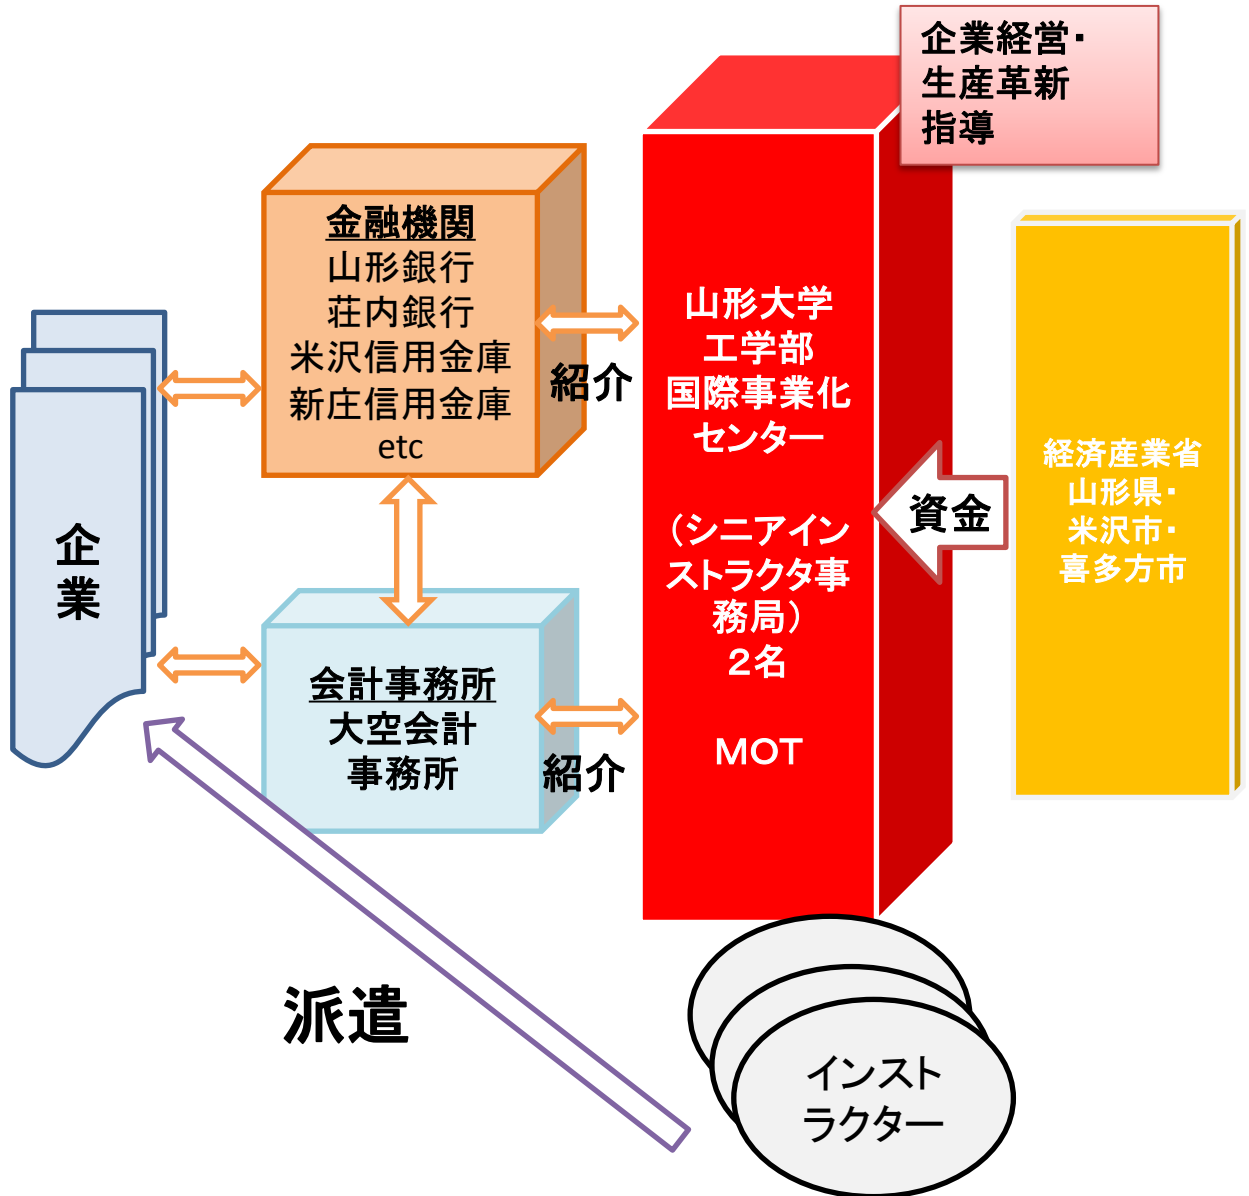 企業経営・
生産革新
指導
金融機関
山形銀行
荘内銀行
米沢信用金庫
新庄信用金庫
etc
紹介
山形大学
工学部
国際事業化
センター
（シニアイン
ストラクタ事
務局）
２名
ＭＯＴ
資金
経済産業省
山形県・
米沢市・
喜多方市
企
業
会計事務所
大空会計
事務所
紹介
派遣
インスト
ラクター